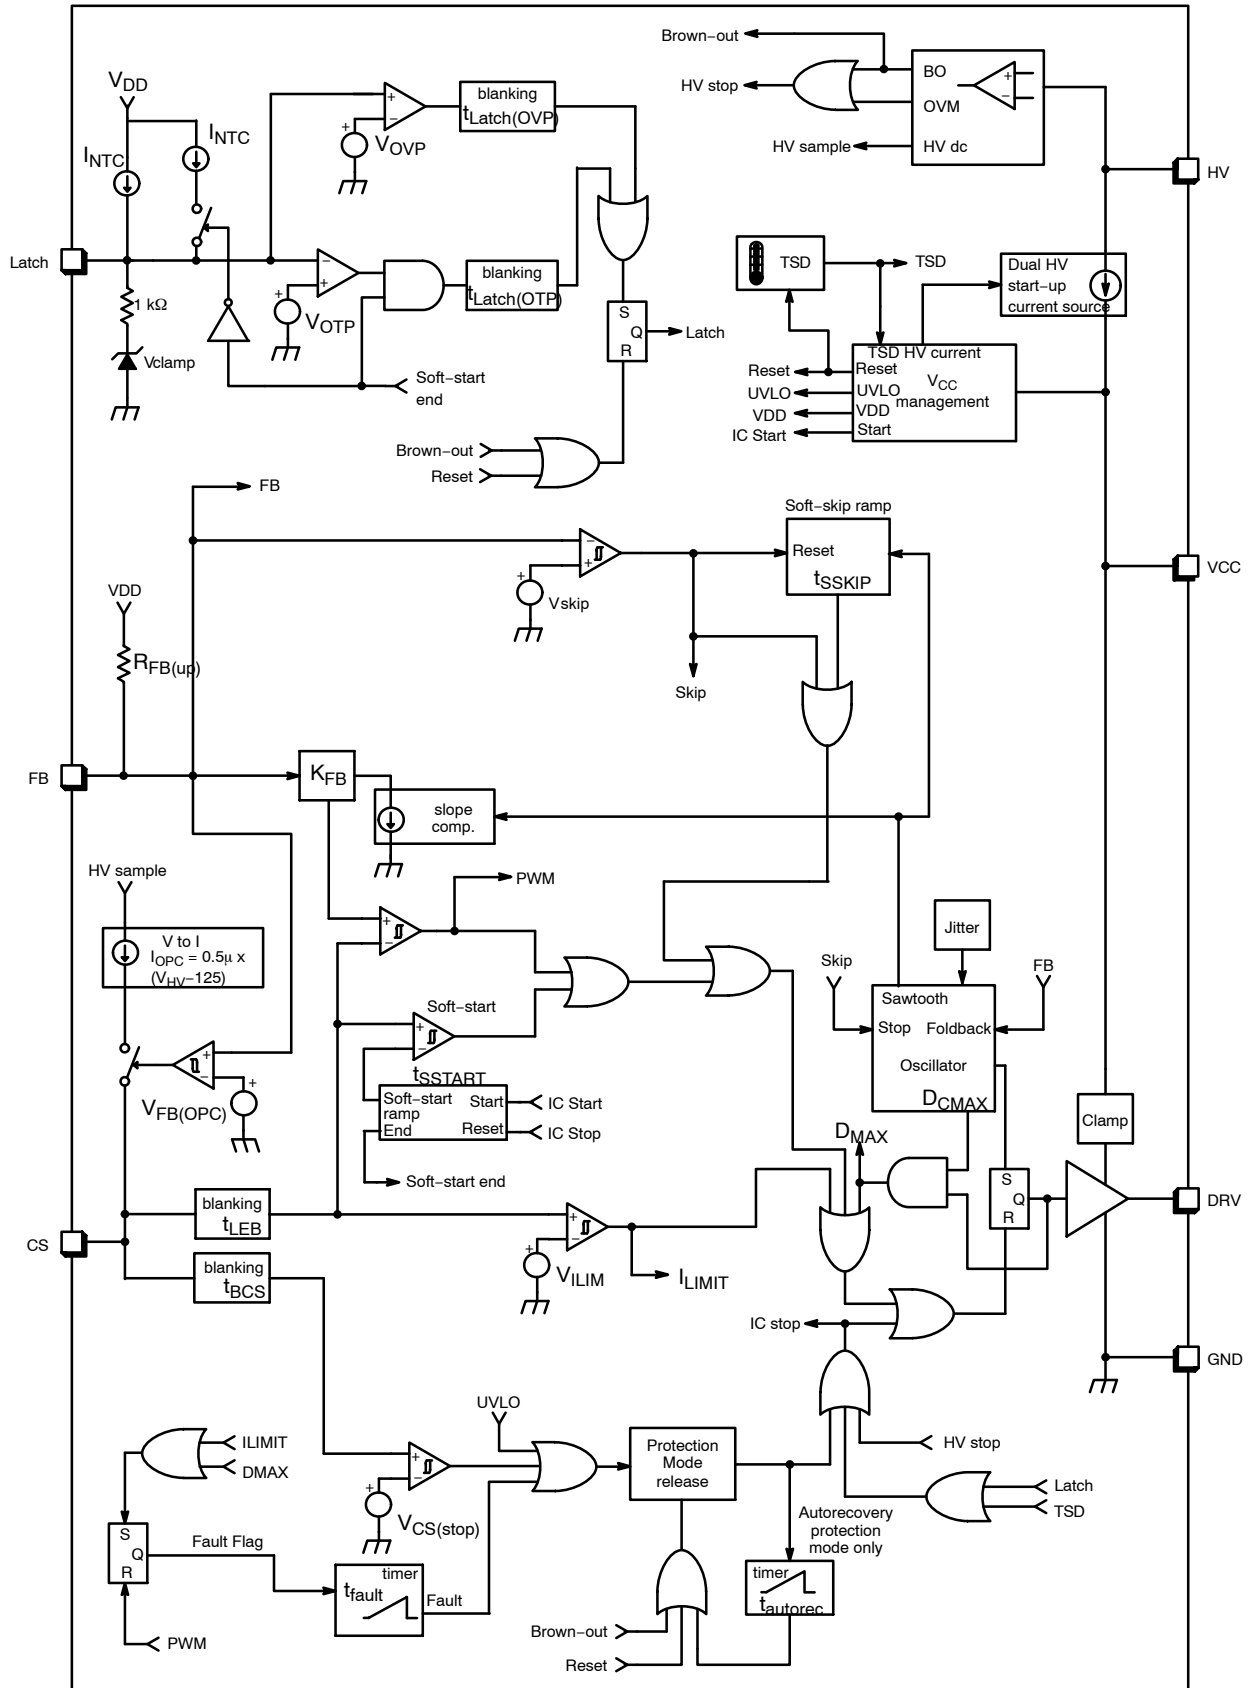 Brown−out
HV stop
HV sample
BO
OVM
HV dc
+
−
HV
VDD
INTC
INTC
Latch
1 kΩ
Vclamp
+
−
+
VOVP
blanking
tLatch(OVP)
−
+
+
VOTP
blanking
tLatch(OTP)
Soft-start
end
S
Q
R
Latch
Brown−out
Reset
TSD
TSD
Dual HV
start-up
current source
TSD HV current
Reset
UVLO
VDD
Start
VCC
management
Reset
UVLO
VDD
IC Start
VCC
FB
VDD
RFB(up)
−
+
+
Vskip
Soft−skip ramp
Reset
tSSKIP
Skip
FB
KFB
slope
comp.
HV sample
V to I
IOPC = 0.5μ x
(VHV−125)
+
−
PWM
Soft−start
+
−
tSSTART
Soft-start
ramp
End
Start
Reset
IC Start
IC Stop
Soft−start end
+
−
+
VFB(OPC)
Jitter
Skip
FB
Sawtooth
Stop
Foldback
Oscillator
DCMAX
DMAX
Clamp
S
Q
R
DRV
CS
blanking
tLEB
blanking
tBCS
+
−
+
VILIM
ILIMIT
IC stop
GND
UVLO
ILIMIT
DMAX
+
−
+
VCS(stop)
Protection
Mode
release
HV stop
Latch
TSD
Autorecovery
protection
mode only
S
Q
R
Fault Flag
timer
tfault
Fault
timer
tautorec
PWM
Brown−out
Reset